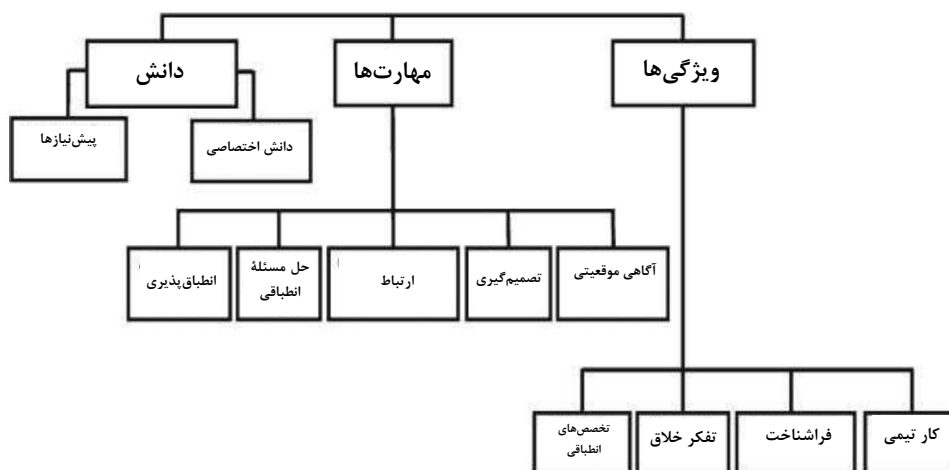 ویژگی‌ها
مهارت‌ها
دانش
دانش اختصاصی
پیش‌نیازها
آگاهی موقعیتی
تصمیم‌گیری
ارتباط
حل مسئلهٔ
انطباقی
انطباق‌پذیری
کار تیمی
فراشناخت
تفکر خلاق
تخصص‌های
انطباقی